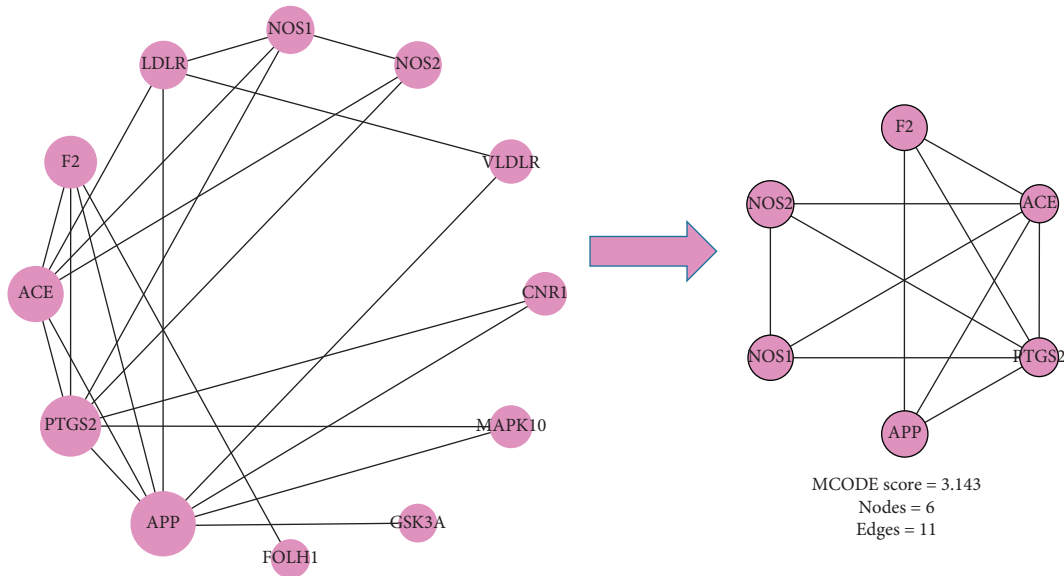 NOS1
LDLR
NOS2
F2
VLDLR
ACE
CNR1
PTGS2
MAPK10
APP
GSK3A
FOLH1
F2
NOS2
ACE
NOS1
PTGS2
APP
MCODE score = 3.143
Nodes = 6
Edges = 11